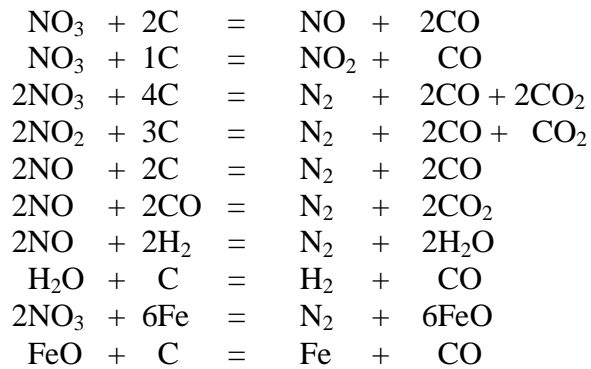 NO₃ + 2C = NO + 2CO
NO₃ + 1C = NO₂ + CO
2NO₃ + 4C = N₂ + 2CO + 2CO₂
2NO₂ + 3C = N₂ + 2CO + CO₂
2NO + 2C = N₂ + 2CO
2NO + 2CO = N₂ + 2CO₂
2NO + 2H₂ = N₂ + 2H₂O
H₂O + C = H₂ + CO
2NO₃ + 6Fe = N₂ + 6FeO
FeO + C = Fe + CO